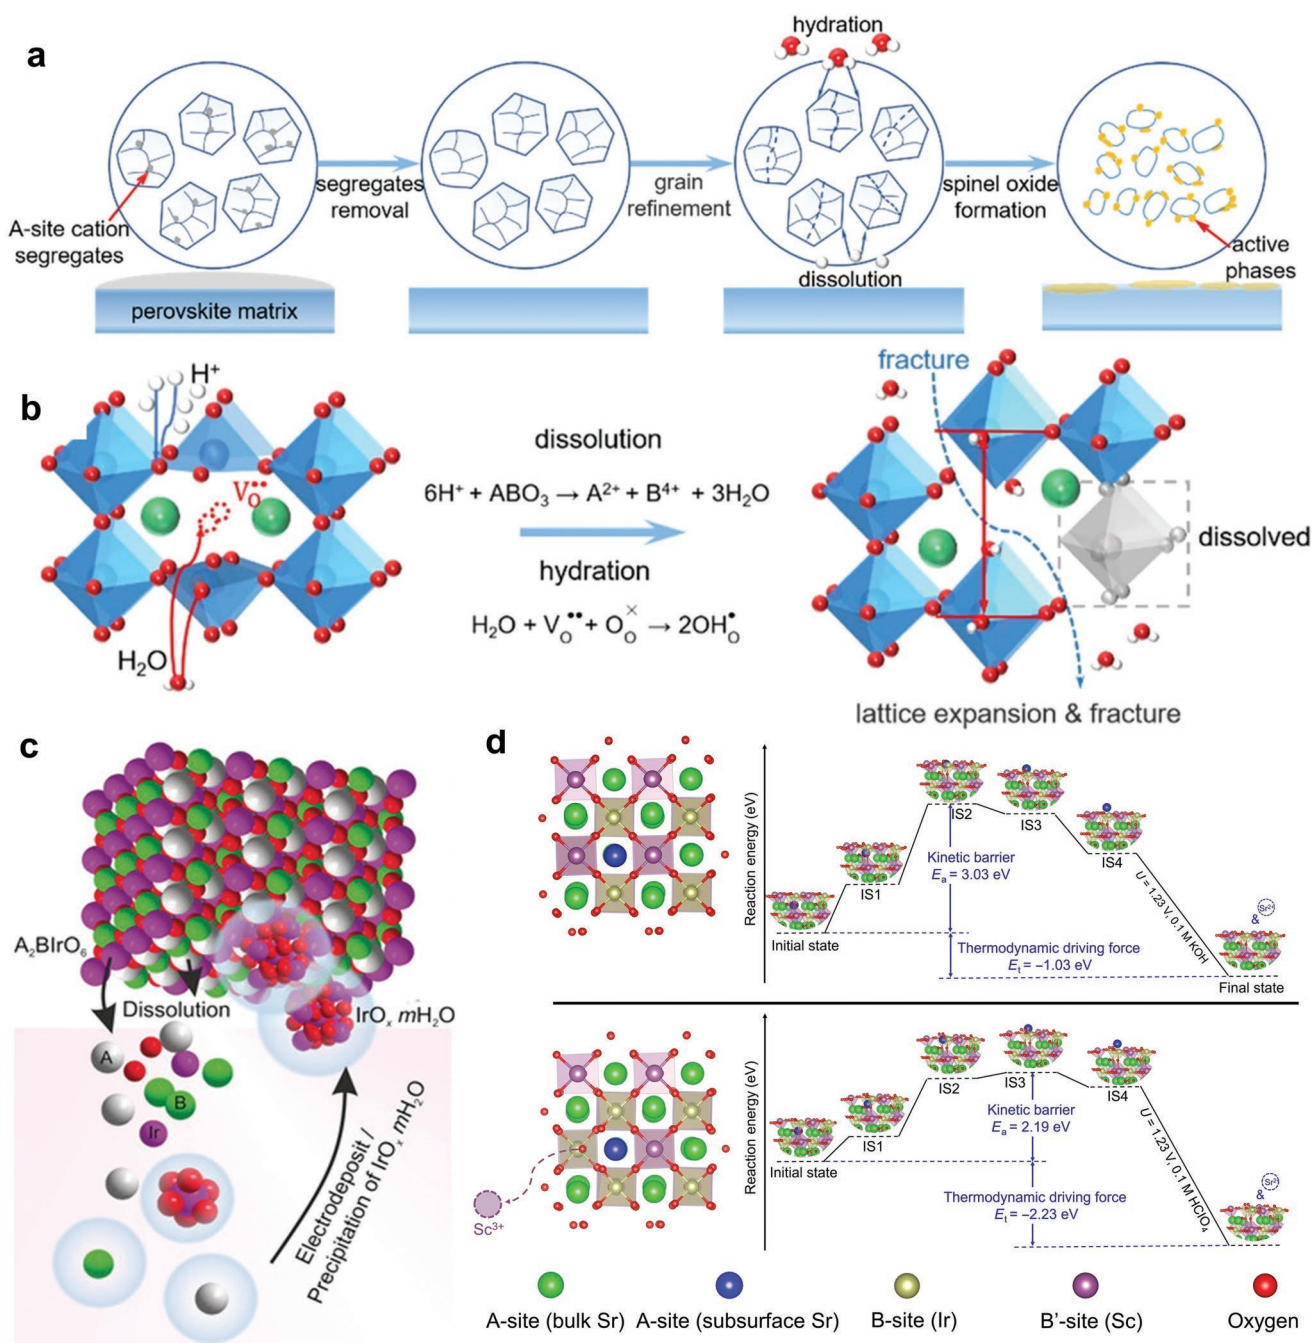 a
hydration
A-site cation
segregates
segregates
removal
grain
refinement
dissolution
spinel oxide
formation
active
phases
perovskite matrix
b
H⁺
V_O^{••}
H₂O
dissolution
6H⁺ + ABO₃ → A²⁺ + B⁴⁺ + 3H₂O
hydration
H₂O + V_O^{••} + O_O^{×} → 2OH_O^{•}
fracture
dissolved
lattice expansion & fracture
c
A₂BIrO₆
Dissolution
IrOₓ mH₂O
A
B
Ir
Electrodeposit /
Precipitation of IrOₓ mH₂O
d
Reaction energy (eV)
Initial state
IS1
IS2
IS3
IS4
Kinetic barrier
Eₐ = 3.03 eV
Thermodynamic driving force
Eₜ = −1.03 eV
U = 1.23 V, 0.1 M KOH
Sr²⁺
&
Final state
Sc³⁺
Reaction energy (eV)
Initial state
IS1
IS2
IS3
IS4
Kinetic barrier
Eₐ = 2.19 eV
Thermodynamic driving force
Eₜ = −2.23 eV
U = 1.23 V, 0.1 M HClO₄
&
A-site (bulk Sr)
A-site (subsurface Sr)
B-site (Ir)
B'-site (Sc)
Oxygen